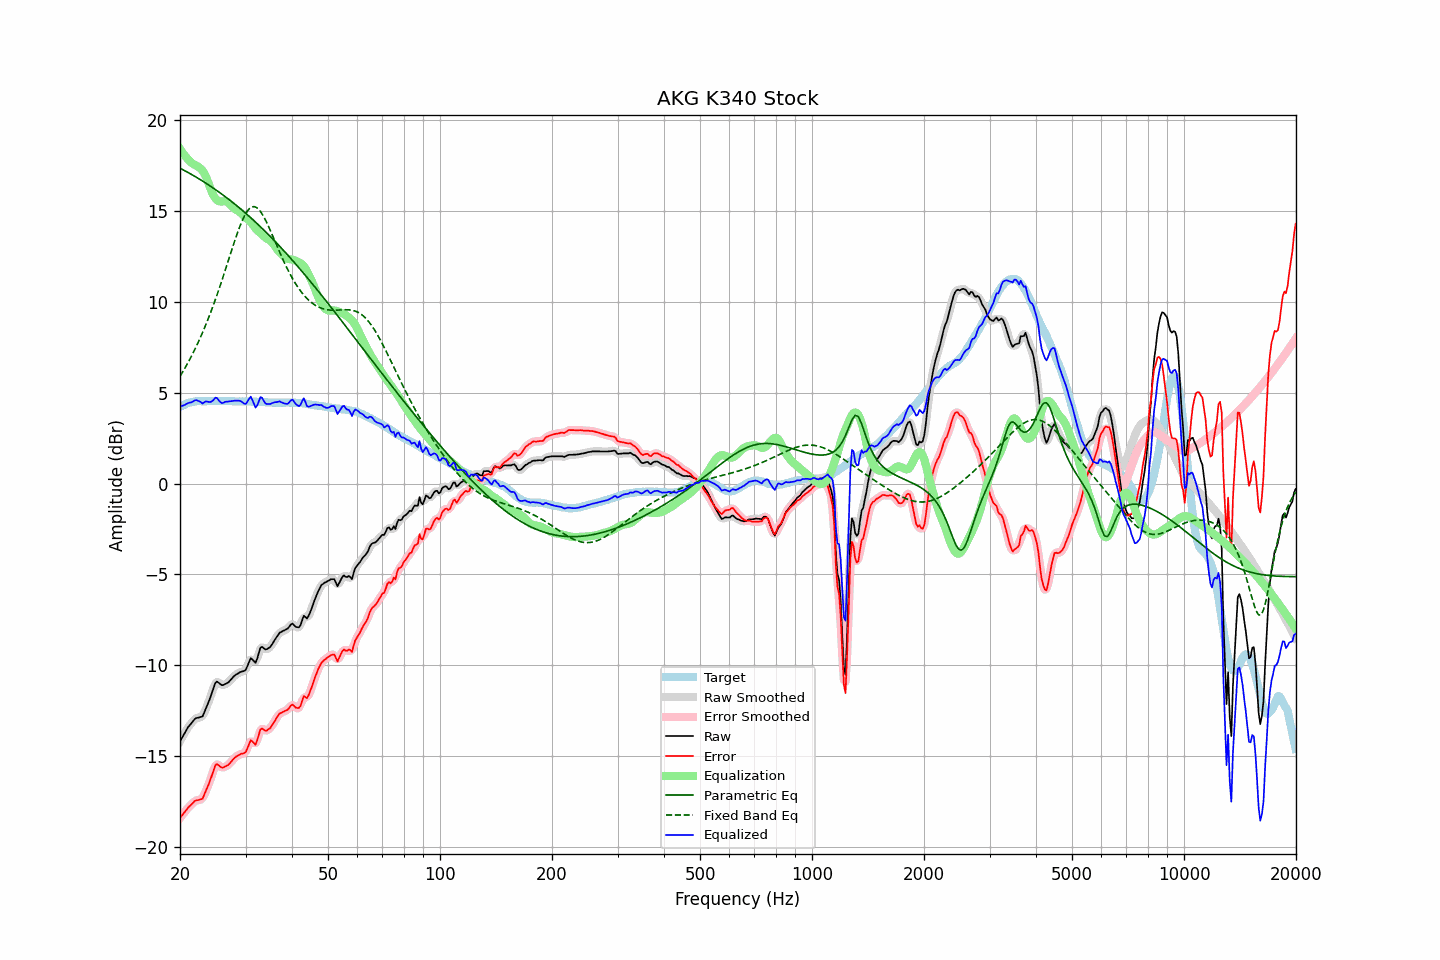 AKG K340 Stock
Amplitude (dBr)
20
15
10
5
0
−5
−10
−15
−20
Target
Raw Smoothed
Error Smoothed
Raw
Error
Equalization
Parametric Eq
Fixed Band Eq
Equalized
20 50 100 200 500 1000 2000 5000 10000 20000
Frequency (Hz)